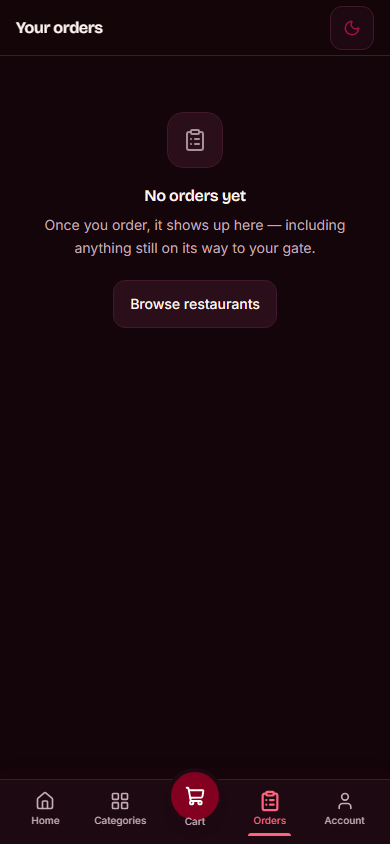 Your orders
No orders yet
Once you order, it shows up here — including
anything still on its way to your gate.
Browse restaurants
Home
Categories
Cart
Orders
Account